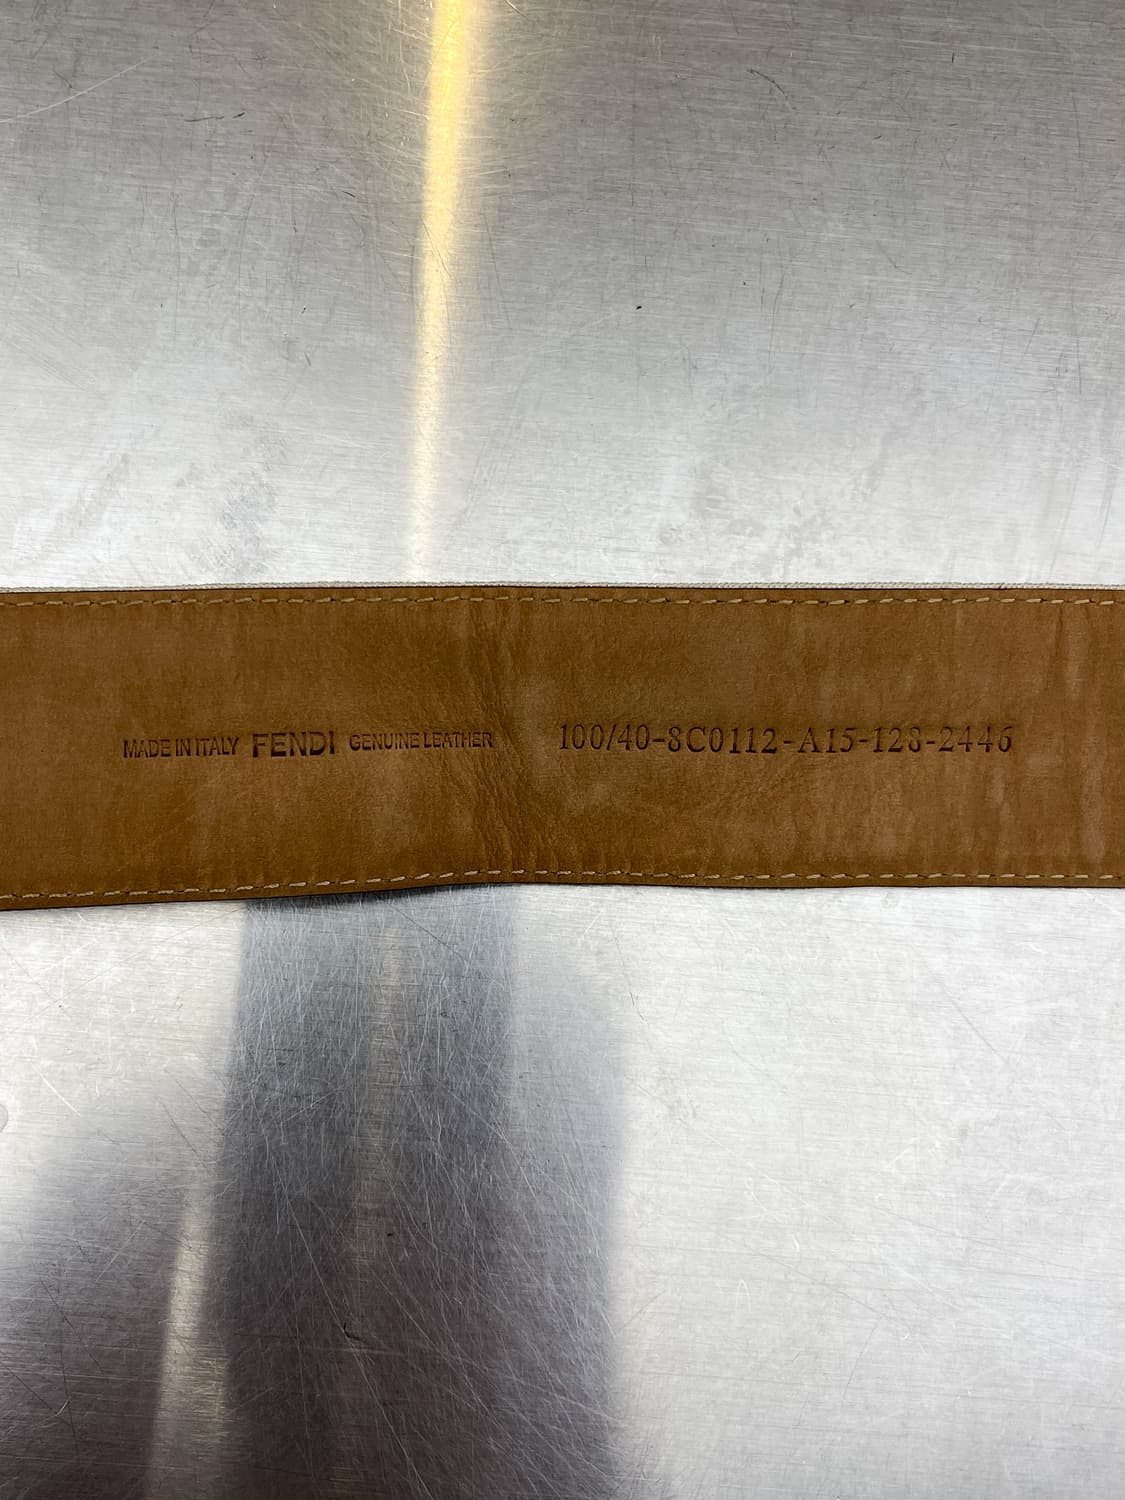 MADE IN ITALY FENDI GENUINE LEATHER 100/40-8C0112-A15-128-2446